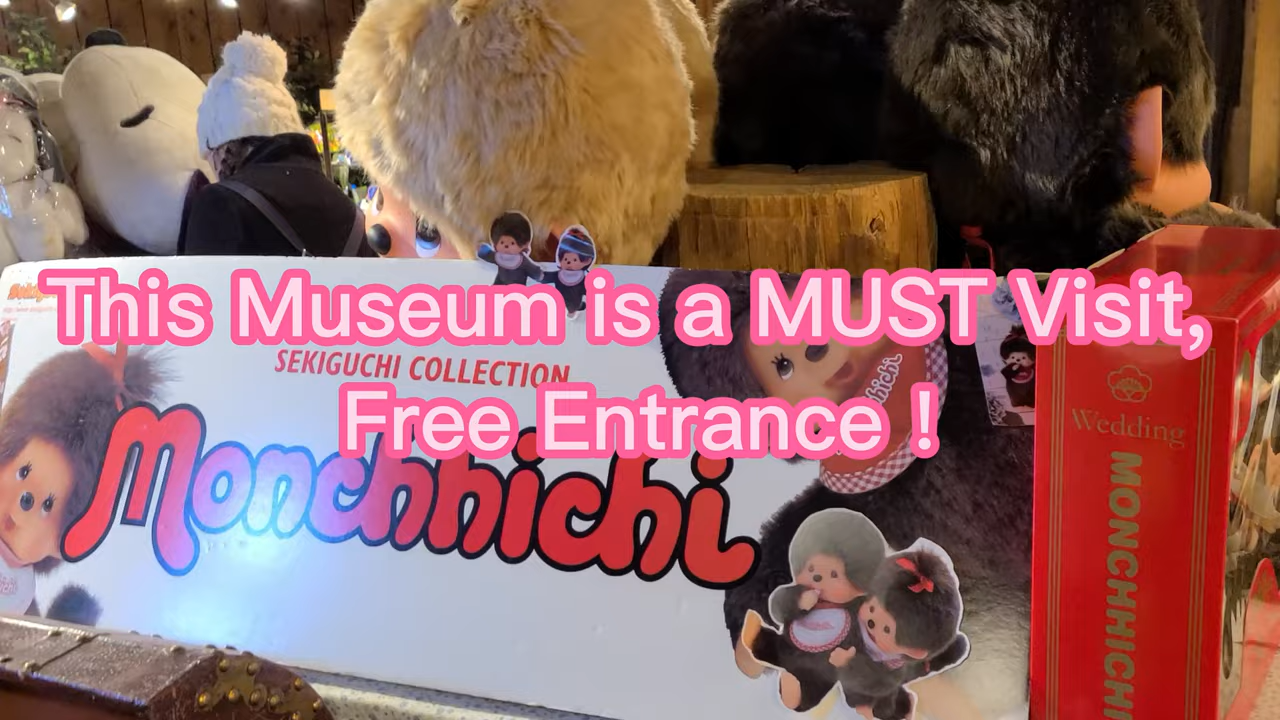 This Museum is a MUST Visit,
SEKIGUCHI COLLECTION
Free Entrance !
Monchhichi
Wedding
MONCHHICHI